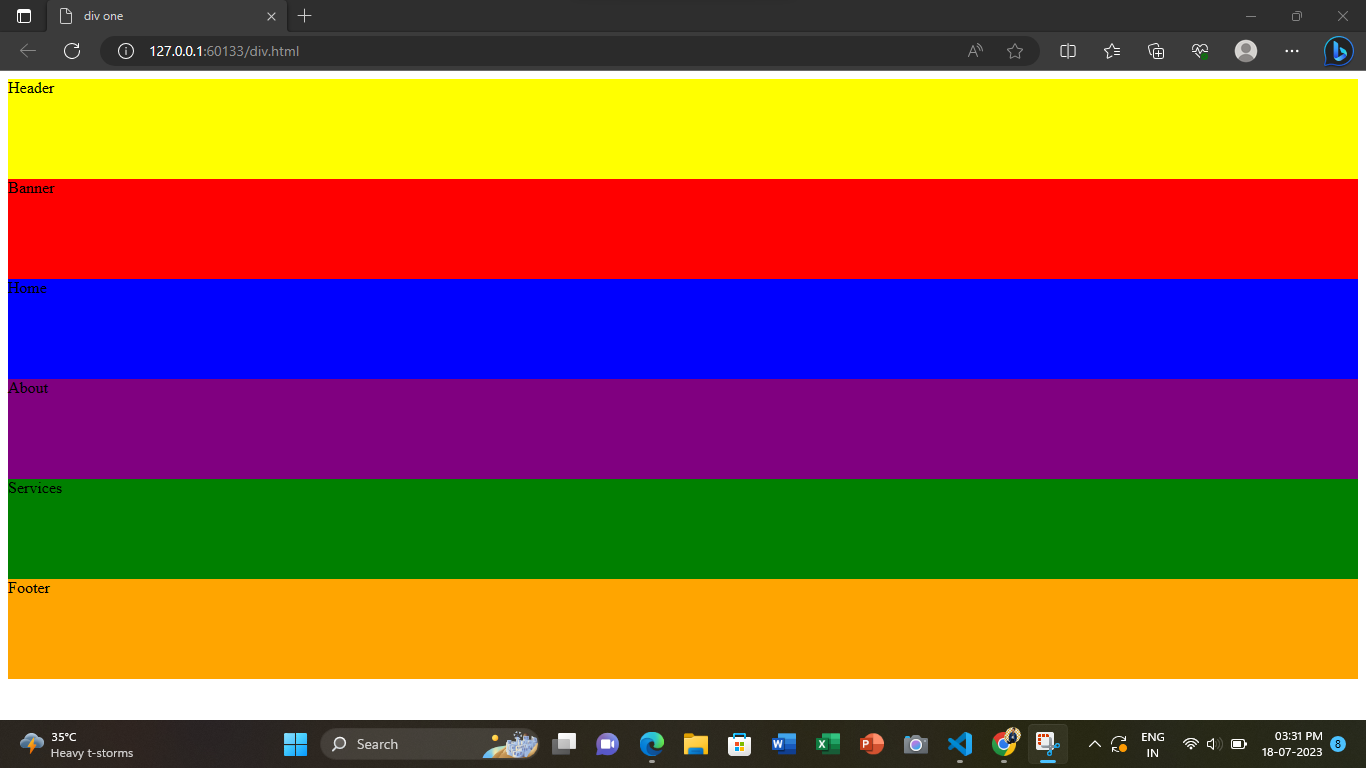 div one
127.0.0.1:60133/div.html
Header
Banner
Home
About
Services
Footer
35°C
Heavy t-storms
Search
ENG
IN
03:31 PM
18-07-2023
8